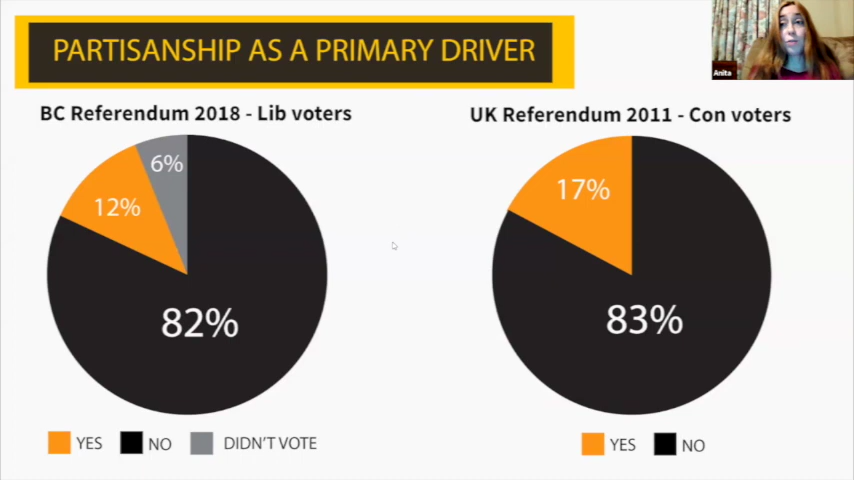 PARTISANSHIP AS A PRIMARY DRIVER
Anita
BC Referendum 2018 - Lib voters
6%
12%
82%
YES NO DIDN'T VOTE
UK Referendum 2011 - Con voters
17%
83%
YES NO